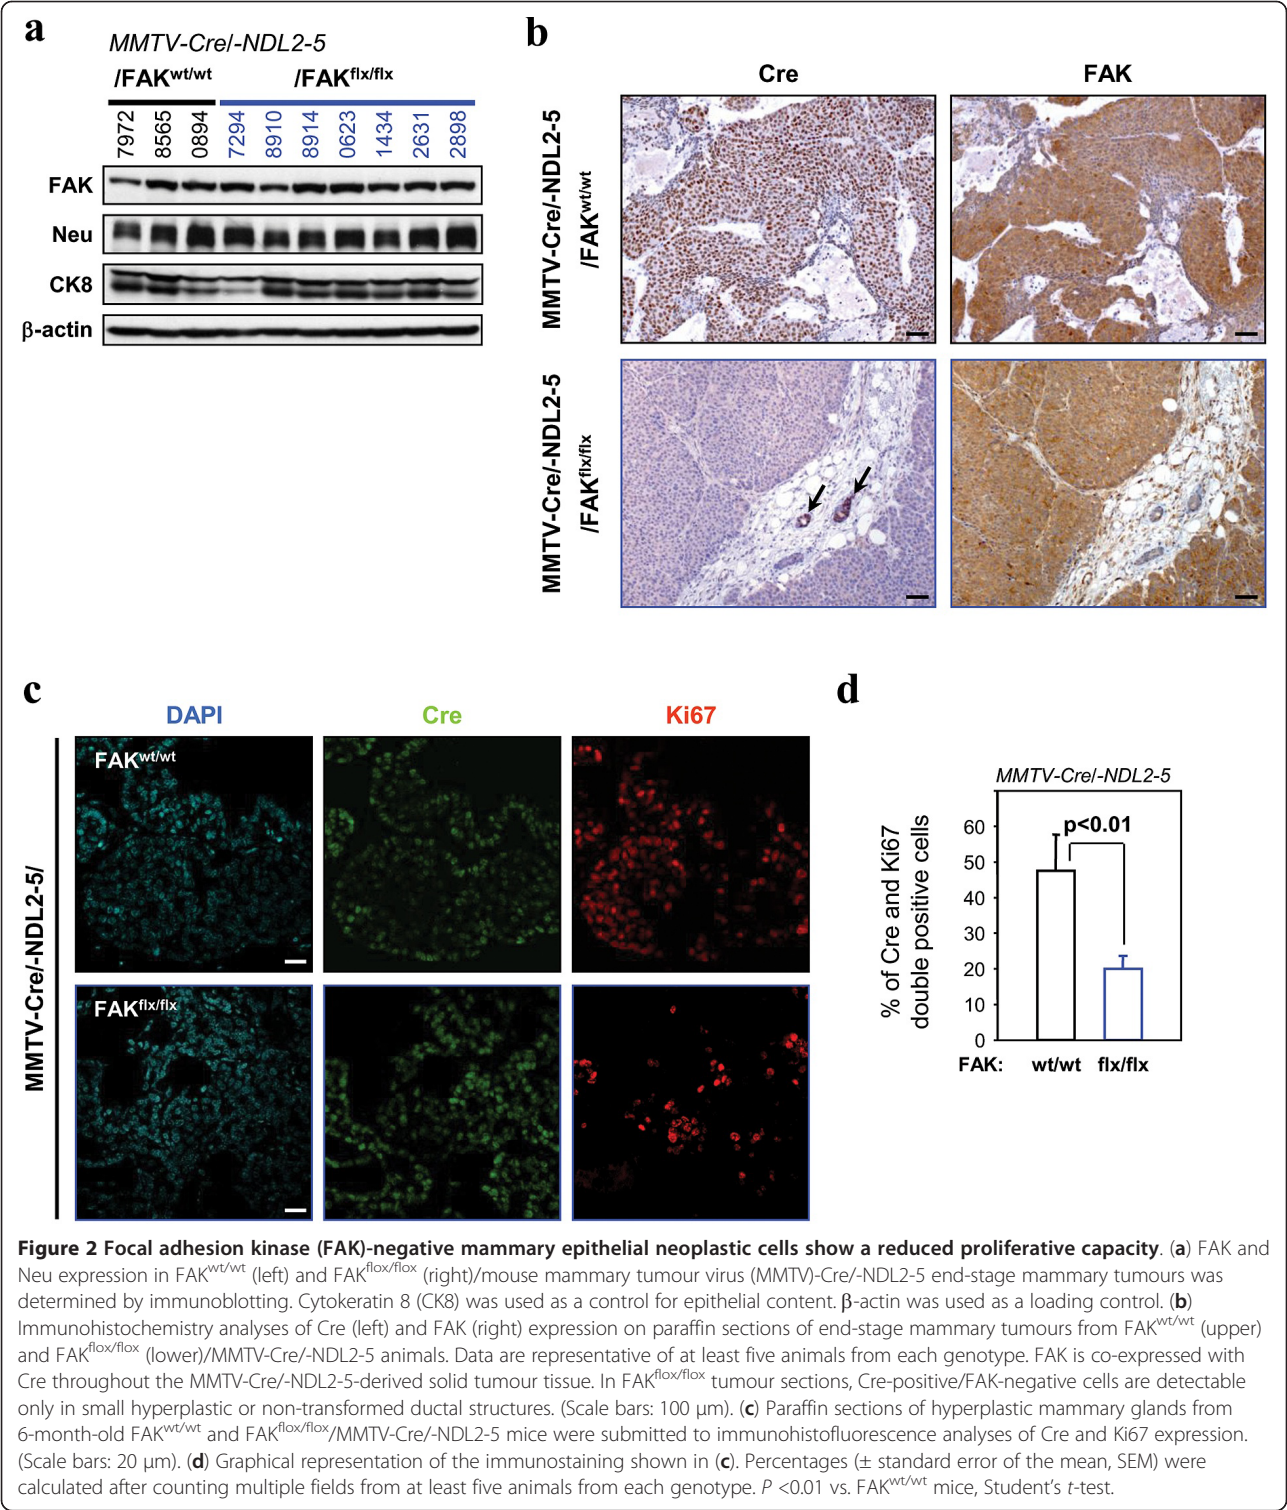 a
MMTV-Cre/-NDL2-5
/FAKwt/wt /FAKflx/flx
7972 8565 0894 7294 8910 8914 0623 1434 2631 2898
FAK
Neu
CK8
β-actin
b
Cre FAK
MMTV-Cre/-NDL2-5
/FAKwt/wt
MMTV-Cre/-NDL2-5
/FAKflx/flx
c
DAPI Cre Ki67
MMTV-Cre/-NDL2-5/
FAKwt/wt
FAKflx/flx
d
MMTV-Cre/-NDL2-5
% of Cre and Ki67
double positive cells
p<0.01
60
50
40
30
20
10
0
FAK: wt/wt flx/flx
Figure 2 Focal adhesion kinase (FAK)-negative mammary epithelial neoplastic cells show a reduced proliferative capacity. (a) FAK and
Neu expression in FAKwt/wt (left) and FAKflox/flox (right)/mouse mammary tumour virus (MMTV)-Cre/-NDL2-5 end-stage mammary tumours was
determined by immunoblotting. Cytokeratin 8 (CK8) was used as a control for epithelial content. β-actin was used as a loading control. (b)
Immunohistochemistry analyses of Cre (left) and FAK (right) expression on paraffin sections of end-stage mammary tumours from FAKwt/wt (upper)
and FAKflox/flox (lower)/MMTV-Cre/-NDL2-5 animals. Data are representative of at least five animals from each genotype. FAK is co-expressed with
Cre throughout the MMTV-Cre/-NDL2-5-derived solid tumour tissue. In FAKflox/flox tumour sections, Cre-positive/FAK-negative cells are detectable
only in small hyperplastic or non-transformed ductal structures. (Scale bars: 100 μm). (c) Paraffin sections of hyperplastic mammary glands from
6-month-old FAKwt/wt and FAKflox/flox/MMTV-Cre/-NDL2-5 mice were submitted to immunohistofluorescence analyses of Cre and Ki67 expression.
(Scale bars: 20 μm). (d) Graphical representation of the immunostaining shown in (c). Percentages (± standard error of the mean, SEM) were
calculated after counting multiple fields from at least five animals from each genotype. P <0.01 vs. FAKwt/wt mice, Student’s t-test.